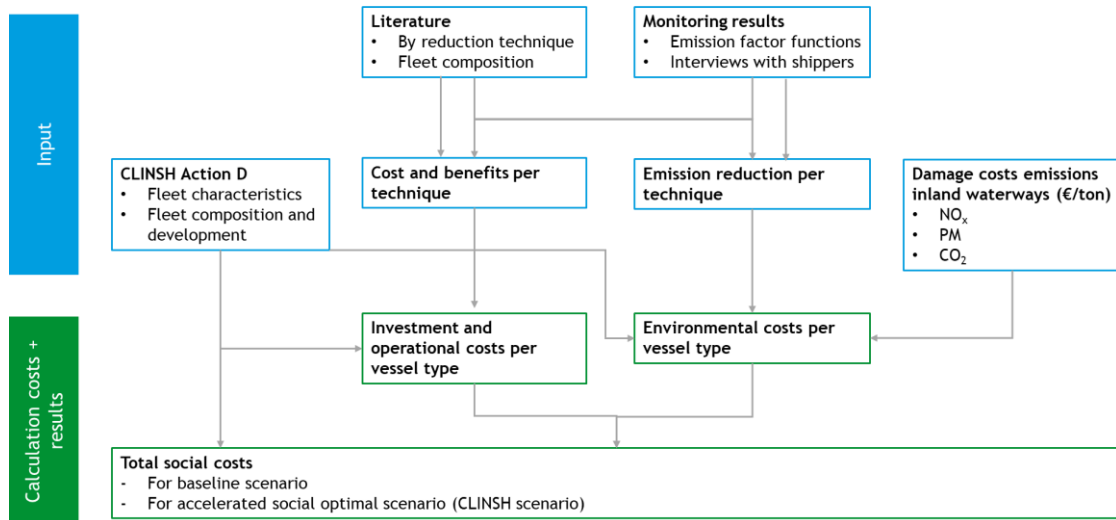 Input
Literature
• By reduction technique
• Fleet composition
Monitoring results
• Emission factor functions
• Interviews with shippers
CLINSH Action D
• Fleet characteristics
• Fleet composition and
development
Cost and benefits per
technique
Emission reduction per
technique
Damage costs emissions
inland waterways (€/ton)
• NOx
• PM
• CO2
Calculation costs +
results
Investment and
operational costs per
vessel type
Environmental costs per
vessel type
Total social costs
- For baseline scenario
- For accelerated social optimal scenario (CLINSH scenario)